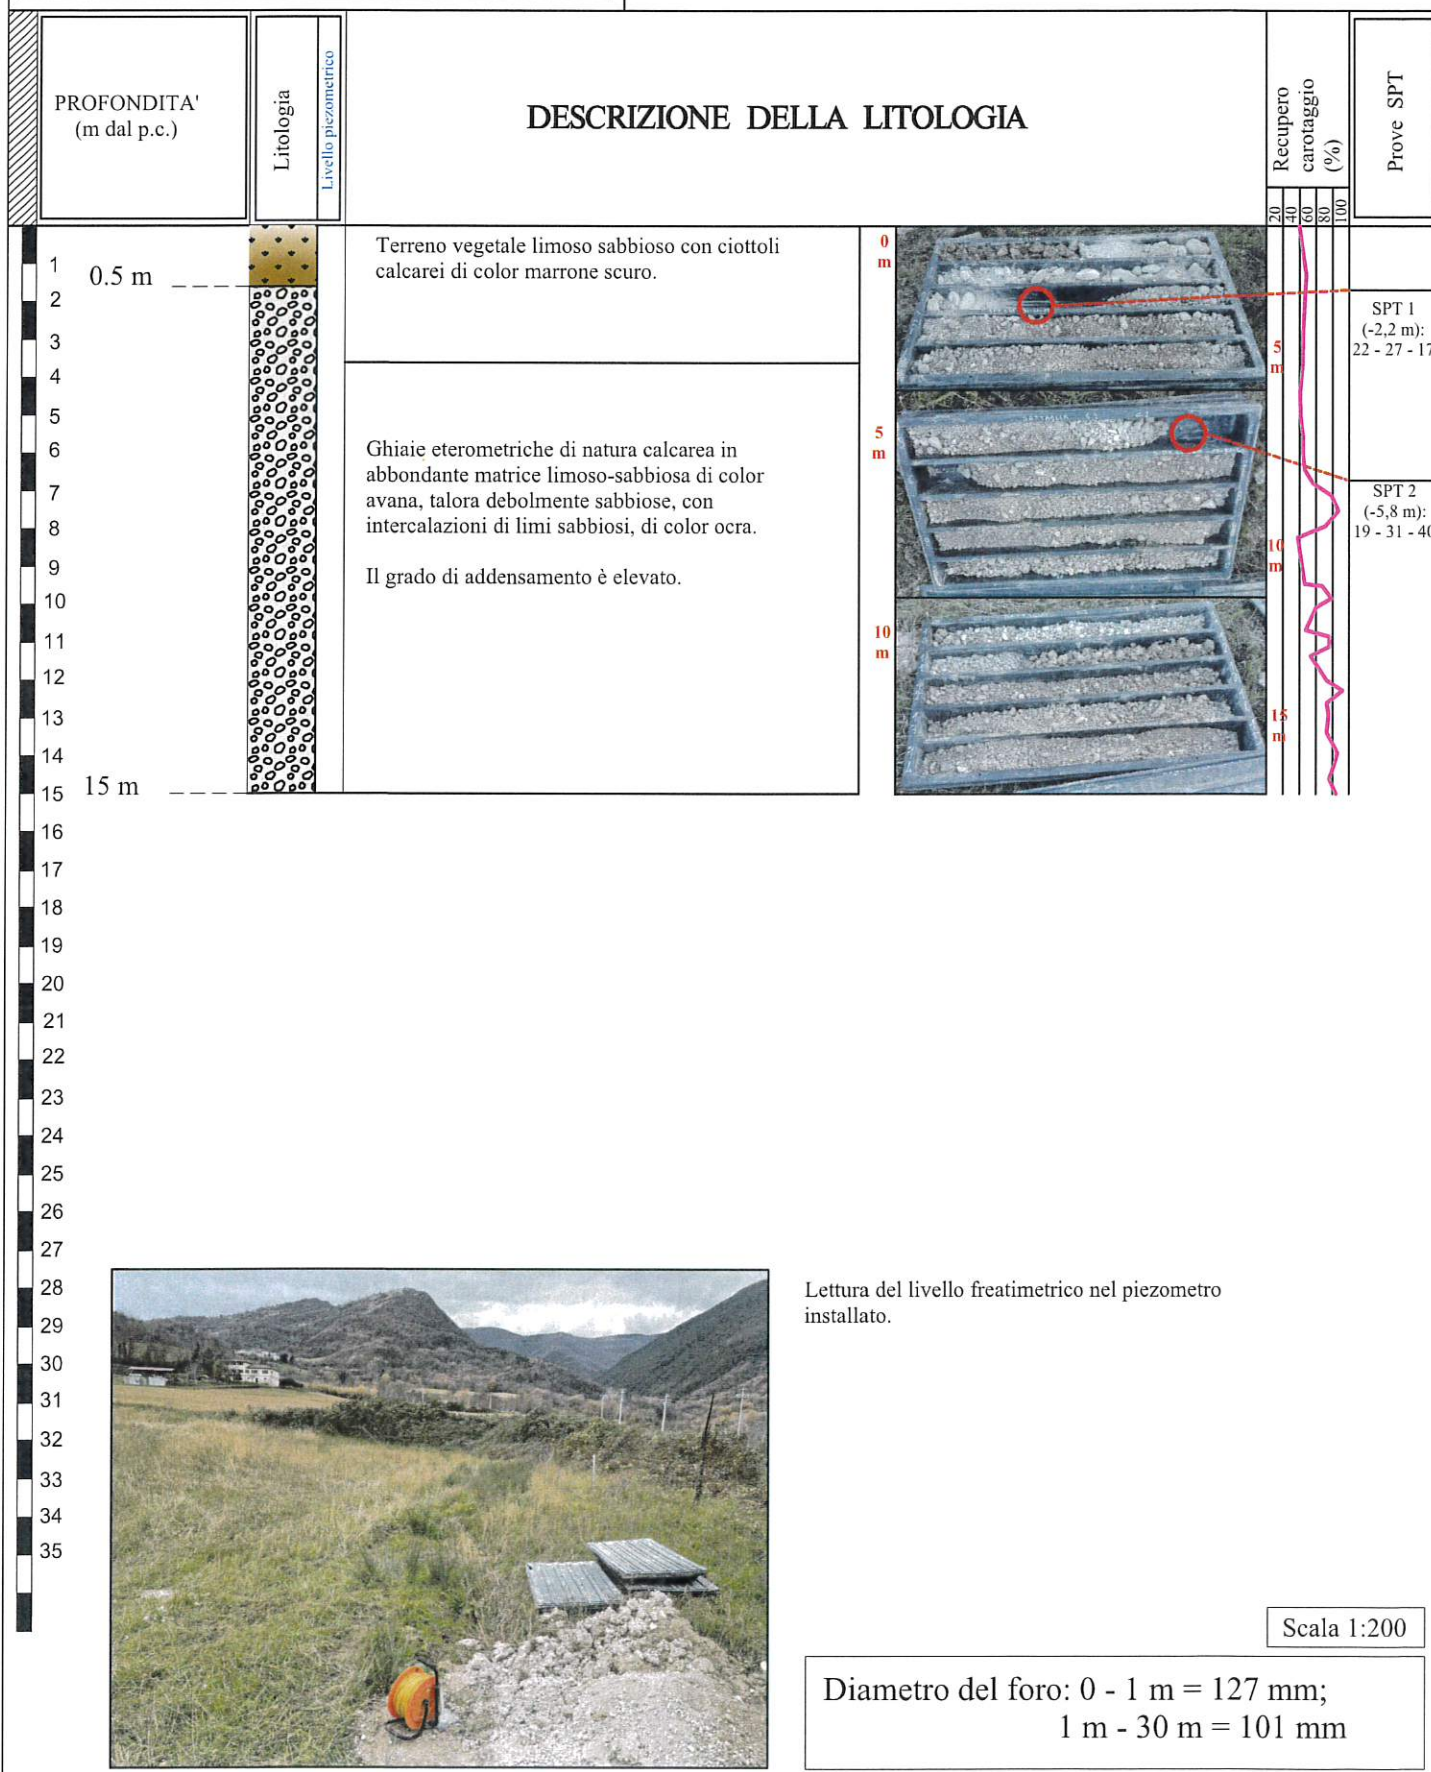 PROFONDITA'
(m dal p.c.)
Litologia
Livello piezometrico
DESCRIZIONE DELLA LITOLOGIA
Recupero
carotaggio
(%)
20
40
60
80
100
Prove SPT
0.5 m
15 m
1
2
3
4
5
6
7
8
9
10
11
12
13
14
15
16
17
18
19
20
21
22
23
24
25
26
27
28
29
30
31
32
33
34
35
Terreno vegetale limoso sabbioso con ciottoli
calcarei di color marrone scuro.
Ghiaie eterometriche di natura calcarea in
abbondante matrice limoso-sabbiosa di color
avana, talora debolmente sabbiose, con
intercalazioni di limi sabbiosi, di color ocra.
Il grado di addensamento è elevato.
0
m
5
m
5
m
10
m
10
m
15
m
SPT 1
(-2,2 m):
22 - 27 - 17
SPT 2
(-5,8 m):
19 - 31 - 40
Lettura del livello freatimetrico nel piezometro
installato.
Scala 1:200
Diametro del foro: 0 - 1 m = 127 mm;
1 m - 30 m = 101 mm